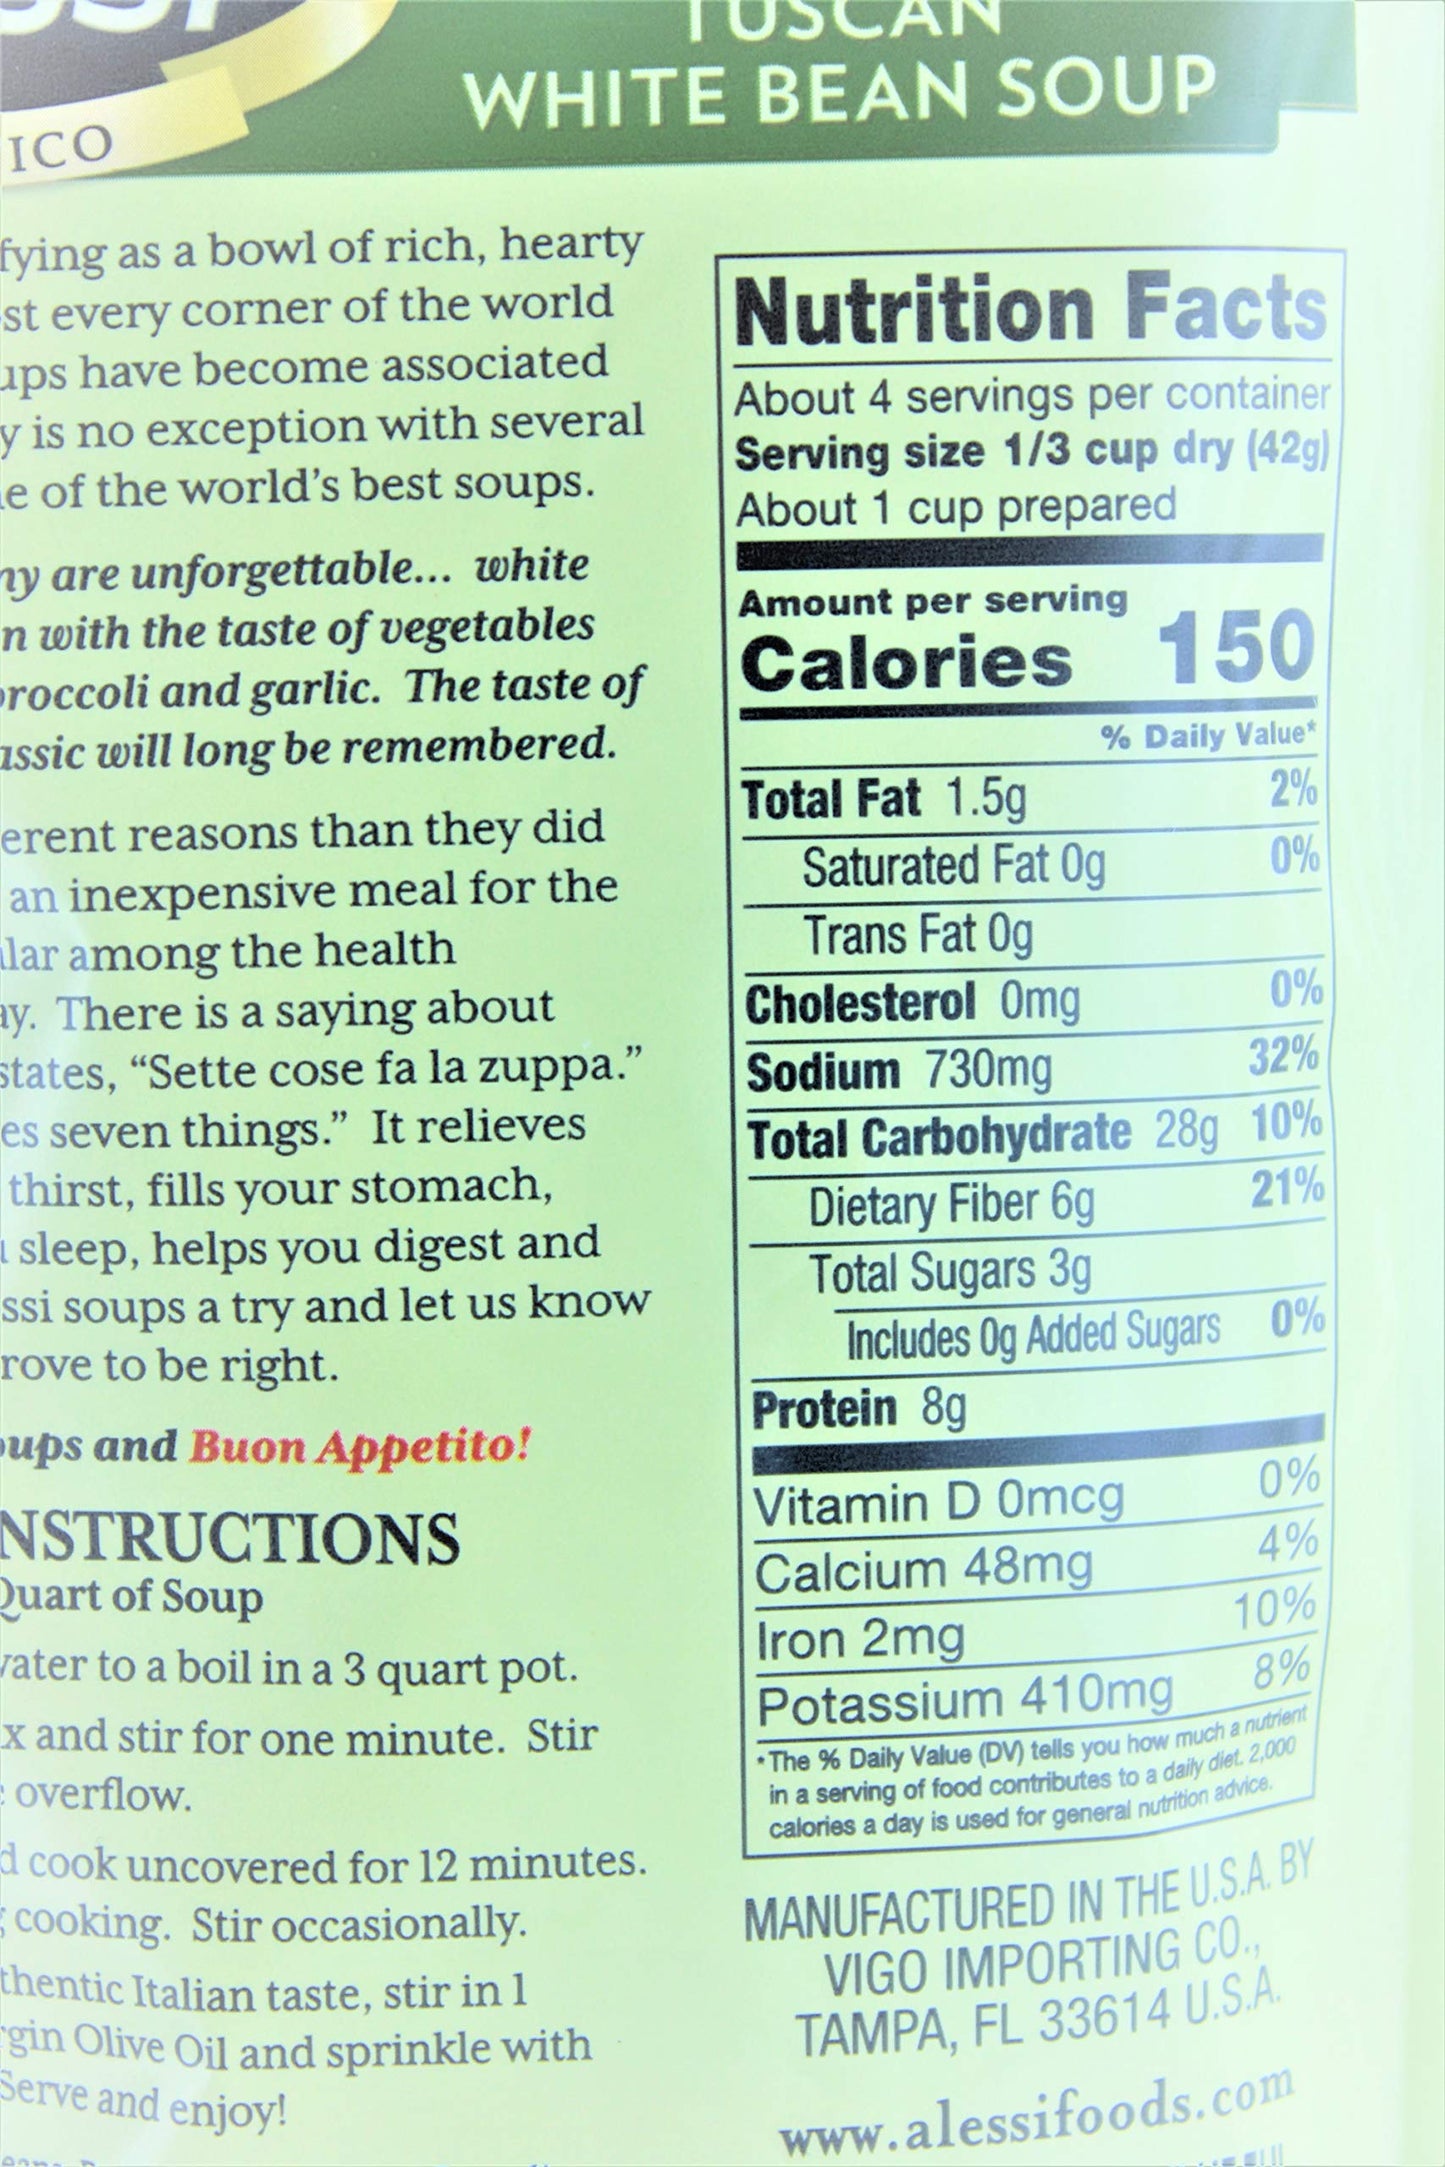 ICO
TUSCAN
WHITE BEAN SOUP
fying as a bowl of rich, hearty
st every corner of the world
ups have become associated
y is no exception with several
e of the world's best soups.
ny are unforgettable... white
n with the taste of vegetables
roccoli and garlic. The taste of
assic will long be remembered.
erent reasons than they did
an inexpensive meal for the
lar among the health
ay. There is a saying about
states, “Sette cose fa la zuppa.”
es seven things.” It relieves
thirst, fills your stomach,
sleep, helps you digest and
ssi soups a try and let us know
rove to be right.
oups and Buon Appetito!
NSTRUCTIONS
Quart of Soup
vater to a boil in a 3 quart pot.
x and stir for one minute. Stir
overflow.
d cook uncovered for 12 minutes.
cooking. Stir occasionally.
thentic Italian taste, stir in 1
rgin Olive Oil and sprinkle with
Serve and enjoy!
Nutrition Facts
About 4 servings per container
Serving size 1/3 cup dry (42g)
About 1 cup prepared
Amount per serving
Calories 150
% Daily Value*
Total Fat 1.5g 2%
Saturated Fat 0g 0%
Trans Fat 0g
Cholesterol 0mg 0%
Sodium 730mg 32%
Total Carbohydrate 28g 10%
Dietary Fiber 6g 21%
Total Sugars 3g
Includes 0g Added Sugars 0%
Protein 8g
Vitamin D 0mcg 0%
Calcium 48mg 4%
Iron 2mg 10%
Potassium 410mg 8%
*The % Daily Value (DV) tells you how much a nutrient
in a serving of food contributes to a daily diet. 2,000
calories a day is used for general nutrition advice.
MANUFACTURED IN THE U.S.A. BY
VIGO IMPORTING CO.,
TAMPA, FL 33614 U.S.A.
www.alessifoods.com